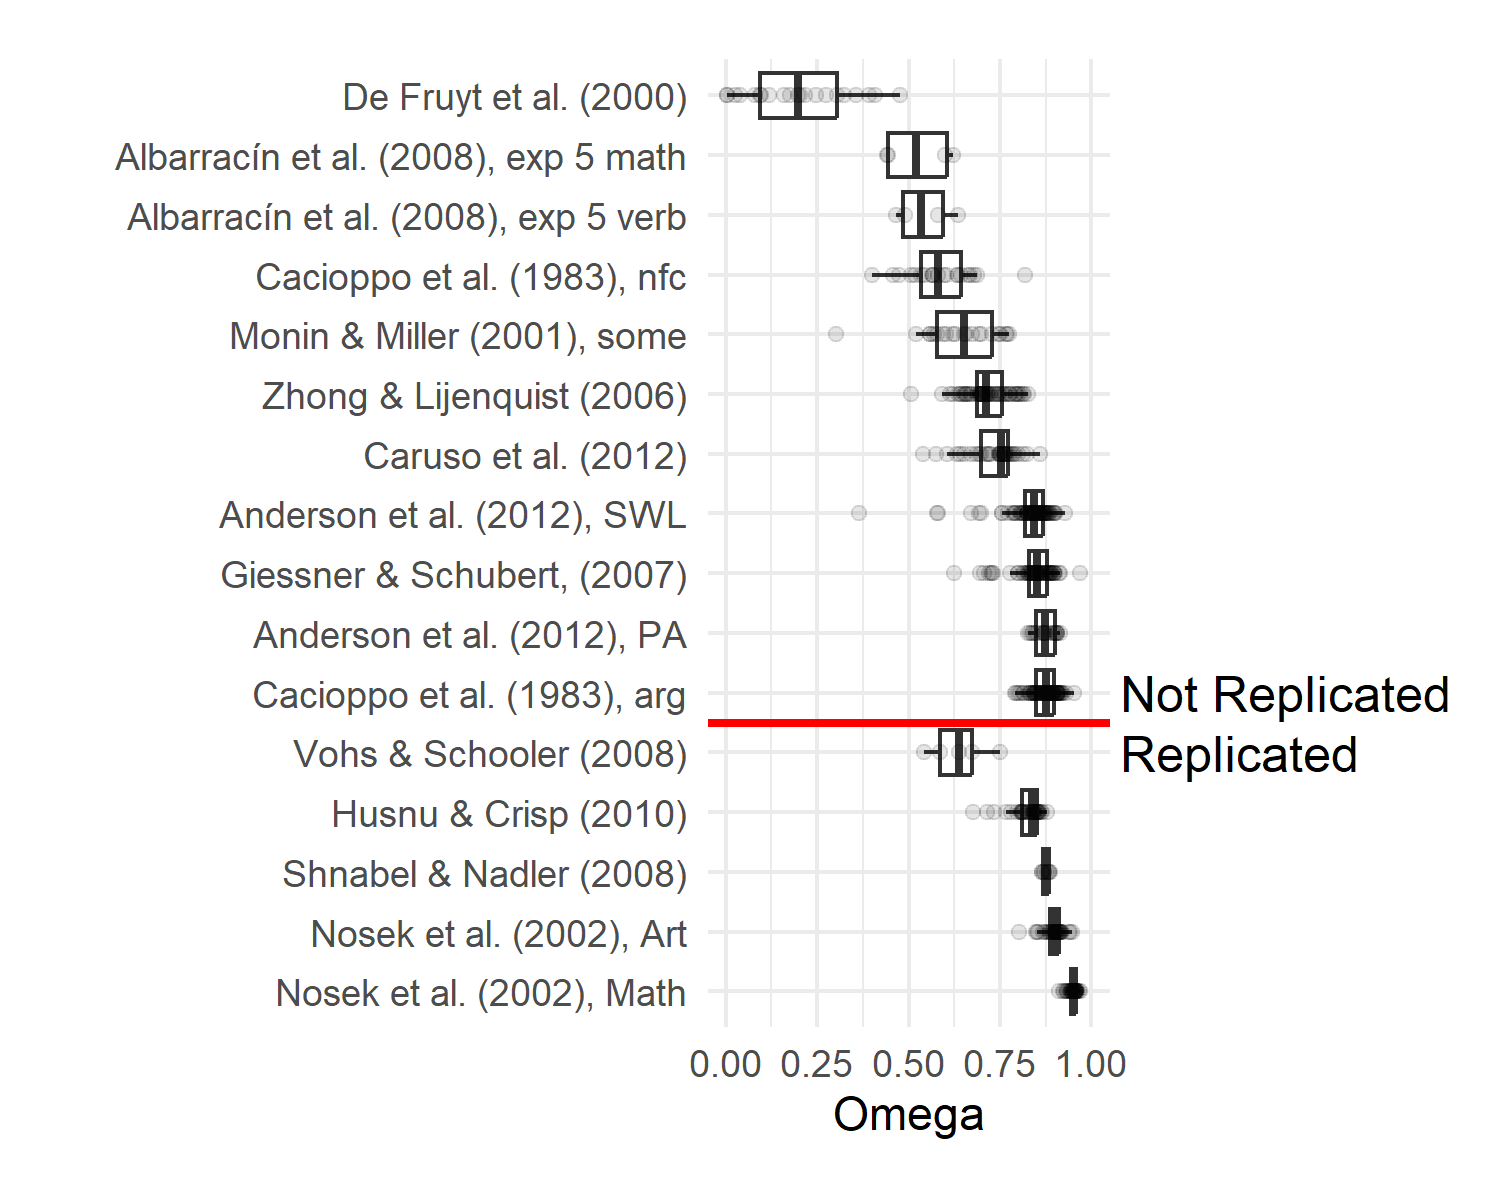 De Fruyt et al. (2000)
Albarracín et al. (2008), exp 5 math
Albarracín et al. (2008), exp 5 verb
Cacioppo et al. (1983), nfc
Monin & Miller (2001), some
Zhong & Lijenquist (2006)
Caruso et al. (2012)
Anderson et al. (2012), SWL
Giessner & Schubert, (2007)
Anderson et al. (2012), PA
Cacioppo et al. (1983), arg
Not Replicated
Vohs & Schooler (2008)
Replicated
Husnu & Crisp (2010)
Shnabel & Nadler (2008)
Nosek et al. (2002), Art
Nosek et al. (2002), Math
0.00 0.25 0.50 0.75 1.00
Omega